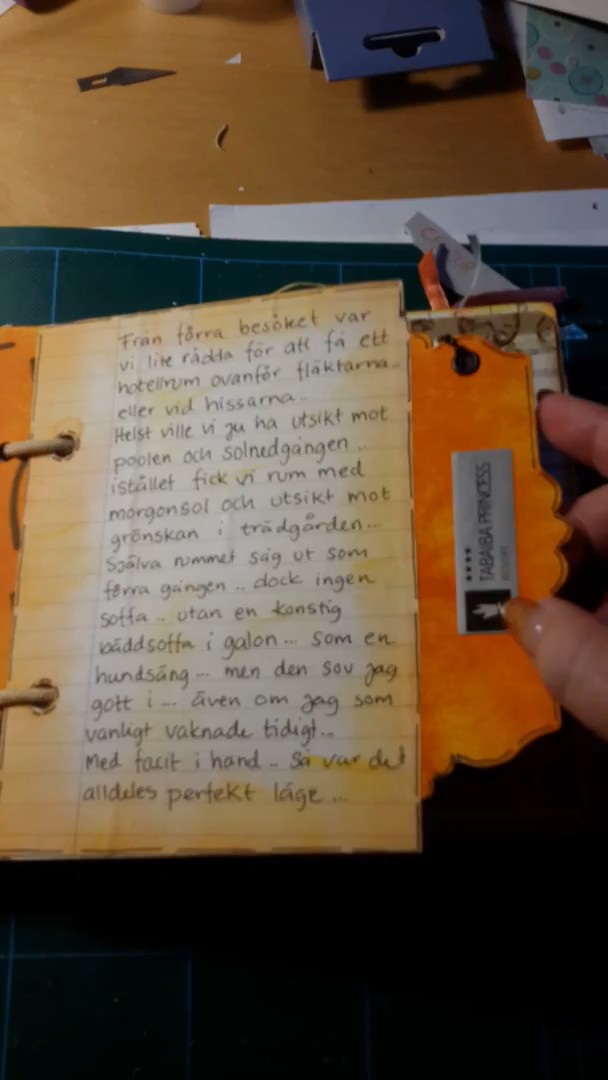 Från förra besöket var
vi lite rädda för att få ett
hotellrum ovanför fläktarna..
eller vid hissarna..
Helst ville vi ju ha utsikt mot
poolen och solnedgången ..
istället fick vi rum med
morgonsol och utsikt mot
grönskan i trädgården...
Själva rummet såg ut som
förra gången .. dock ingen
soffa .. utan en konstig
bäddsoffa i galon ... som en
hundsäng ... men den sov jag
gott i ... även om jag som
vanligt vaknade tidigt...
Med facit i hand .. Så var det
alldeles perfekt läge ...
★★★★
TABAIBA PRINCESS